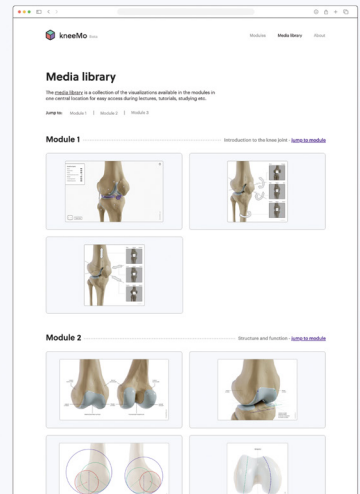 kneeMo Beta
Modules Media library About
Media library
The media library is a collection of the visualizations available in the modules in
one central location for easy access during lectures, tutorials, studying etc.
Jump to: Module 1 | Module 2 | Module 3
Module 1 Introduction to the knee joint - jump to module
Module 2 Structure and function - jump to module